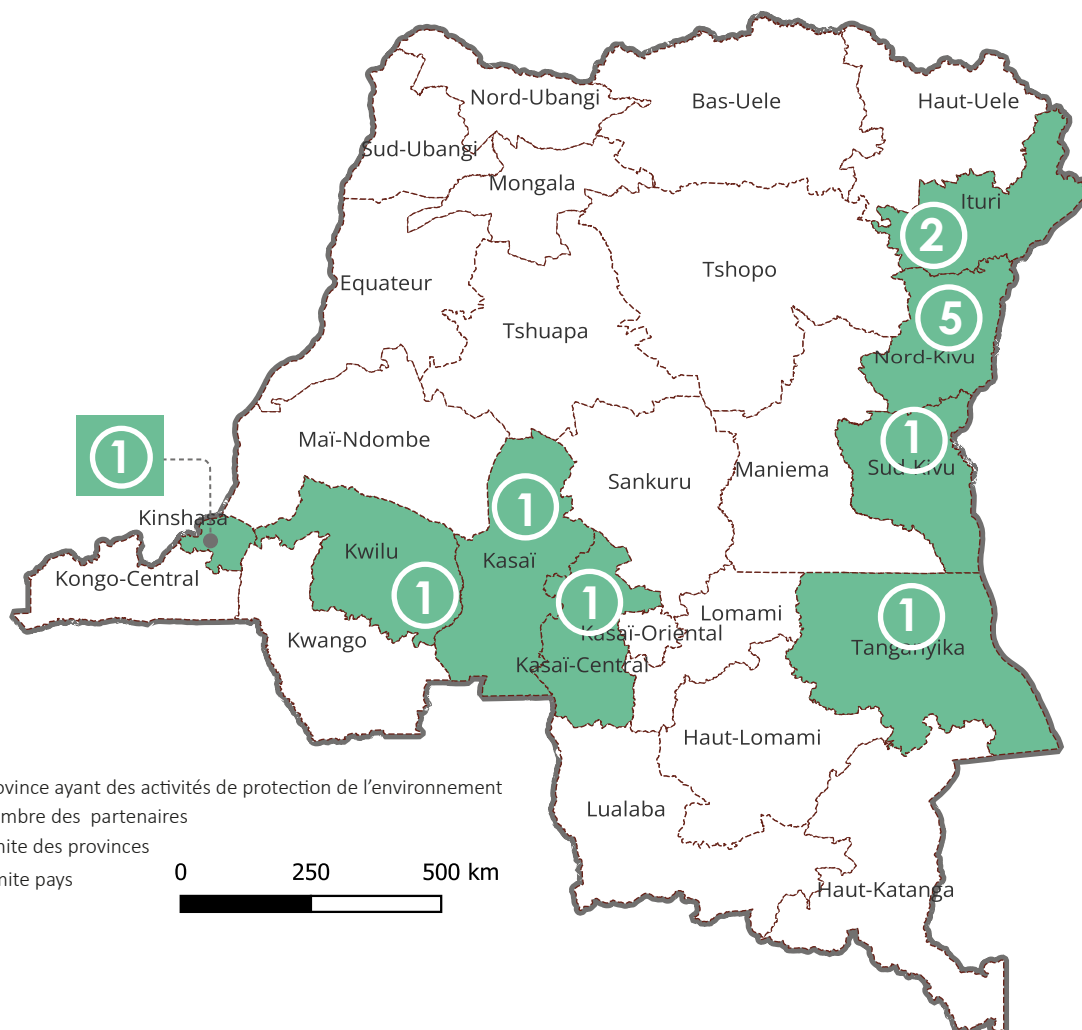 Nord-Ubangi
Bas-Uele
Haut-Uele
Sud-Ubangi
Mongala
Ituri
2
Equateur
Tshopo
Tshuapa
5
Nord-Kivu
1
Maï-Ndombe
1
Sud-Kivu
Maniema
Sankuru
1
Kinshasa
Kwilu
Kasaï
Kongo-Central
1
1
1
Lomami
Kwango
Kasaï-Oriental
Tanganyika
Kasaï-Central
Haut-Lomami
Lualaba
Haut-Katanga
ovince ayant des activités de protection de l’environnement
mbre des partenaires
nite des provinces
nite pays
0 250 500 km